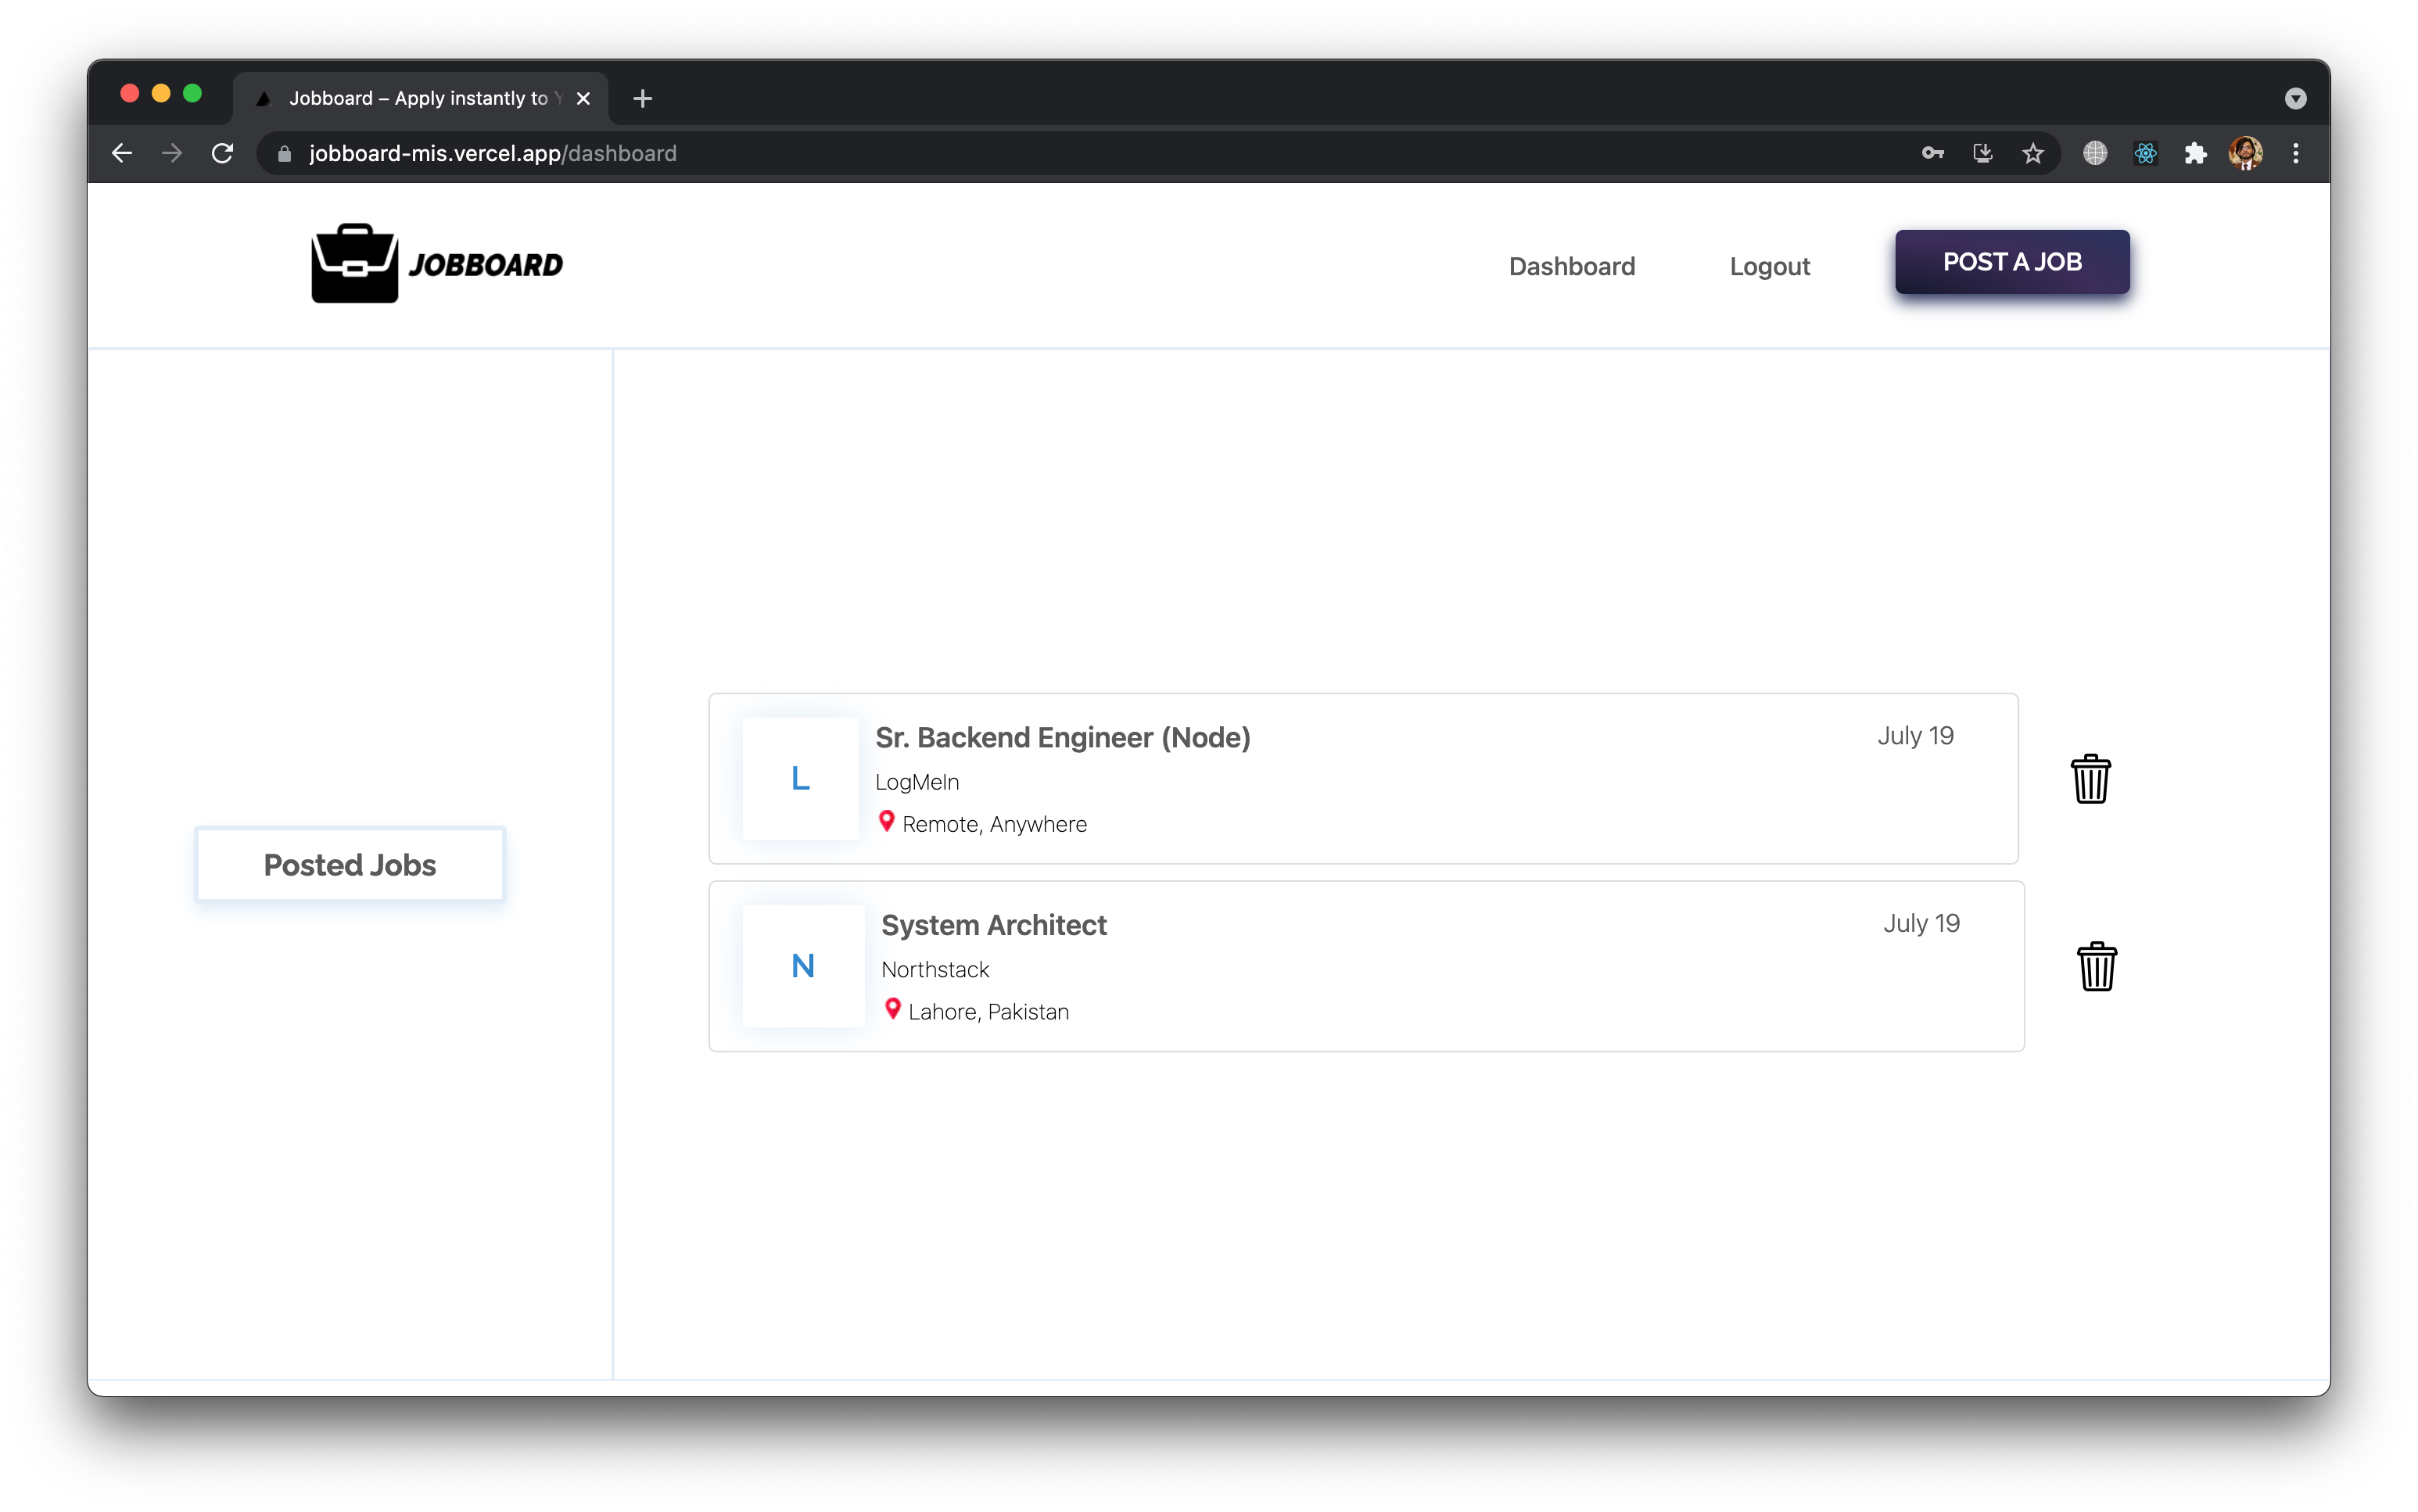 Jobboard – Apply instantly to Y
jobboard-mis.vercel.app/dashboard
JOBBOARD
Dashboard
Logout
POST A JOB
Posted Jobs
L
Sr. Backend Engineer (Node)
July 19
LogMeIn
Remote, Anywhere
N
System Architect
July 19
Northstack
Lahore, Pakistan